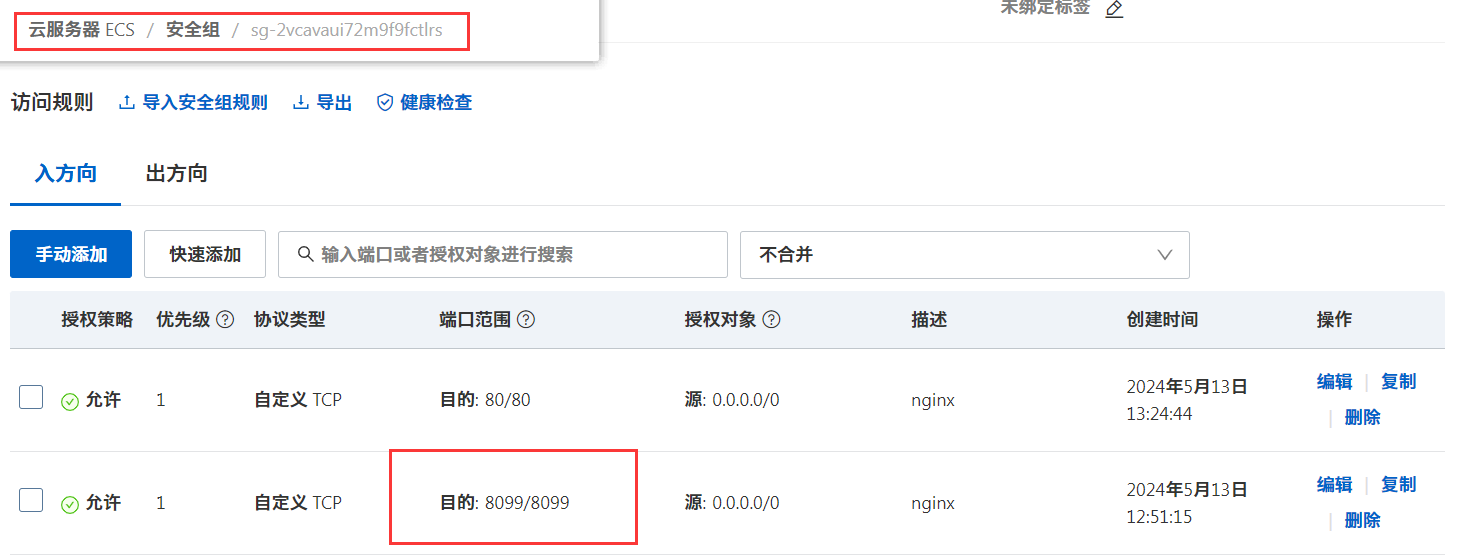 未绑定标签
云服务器 ECS / 安全组 / sg-2vcavaui72m9f9fctlrs
访问规则 导入安全组规则 导出 健康检查
入方向 出方向
手动添加 快速添加 输入端口或者授权对象进行搜索 不合并
授权策略 优先级 ? 协议类型 端口范围 ? 授权对象 ? 描述 创建时间 操作
允许 1 自定义 TCP 目的: 80/80 源: 0.0.0.0/0 nginx 2024年5月13日 13:24:44 编辑 | 复制
| 删除
允许 1 自定义 TCP 目的: 8099/8099 源: 0.0.0.0/0 nginx 2024年5月13日 12:51:15 编辑 | 复制
| 删除